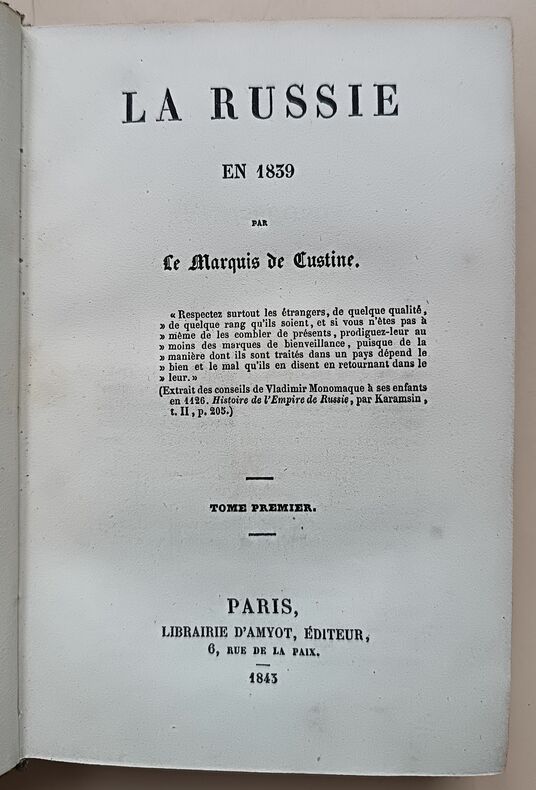 LA RUSSIE
EN 1839
PAR
Le Marquis de Custine.
« Respectez surtout les étrangers, de quelque qualité,
» de quelque rang qu'ils soient, et si vous n'êtes pas à
» même de les combler de présents, prodiguez-leur au
» moins des marques de bienveillance, puisque de la
» manière dont ils sont traités dans un pays dépend le
» bien et le mal qu'ils en disent en retournant dans le
» leur. »
(Extrait des conseils de Vladimir Monomaque à ses enfants
en 1126. Histoire de l'Empire de Russie, par Karamsin,
t. II, p. 205.)
TOME PREMIER.
PARIS,
LIBRAIRIE D'AMYOT, ÉDITEUR,
6, RUE DE LA PAIX.
1843